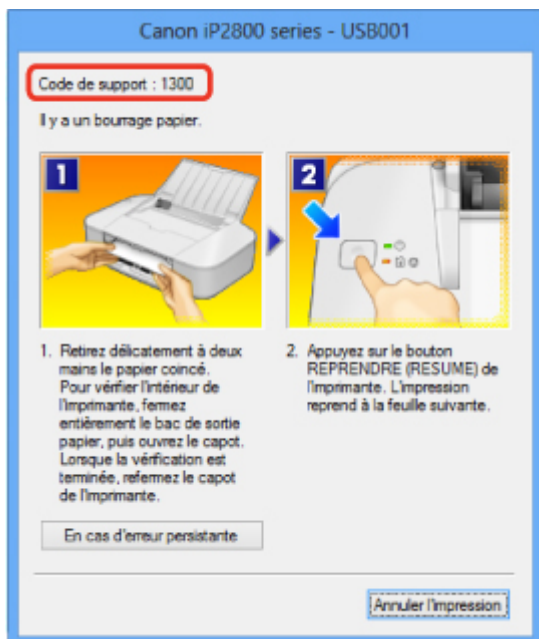 Canon iP2800 series - USB001
Code de support : 1300
Il y a un bourrage papier.
1
2
1. Retirez délicatement à deux
mains le papier coincé.
Pour vérifier l'intérieur de
l'imprimante, fermez
entièrement le bac de sortie
papier, puis ouvrez le capot.
Lorsque la vérification est
terminée, refermez le capot
de l'imprimante.
2. Appuyez sur le bouton
REPRENDRE (RESUME) de
l'imprimante. L'impression
reprend à la feuille suivante.
En cas d'erreur persistante
Annuler l'impression